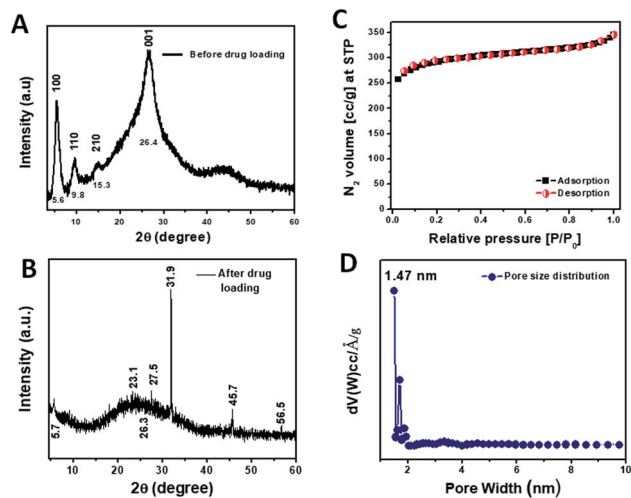 A
Intensity (a.u)
100
110
210
001
Before drug loading
5.6
9.8
15.3
26.4
10 20 30 40 50 60
2θ (degree)
B
Intensity (a.u.)
After drug
loading
5.7
23.1
26.3
27.5
31.9
45.7
56.5
10 20 30 40 50 60
2θ (degree)
C
N2 volume [cc/g] at STP
350
300
250
200
150
100
50
0
Adsorption
Desorption
0.0 0.2 0.4 0.6 0.8 1.0
Relative pressure [P/P0]
D
1.47 nm
Pore size distribution
dV(W)cc/Å/g
2 4 6 8 10
Pore Width (nm)